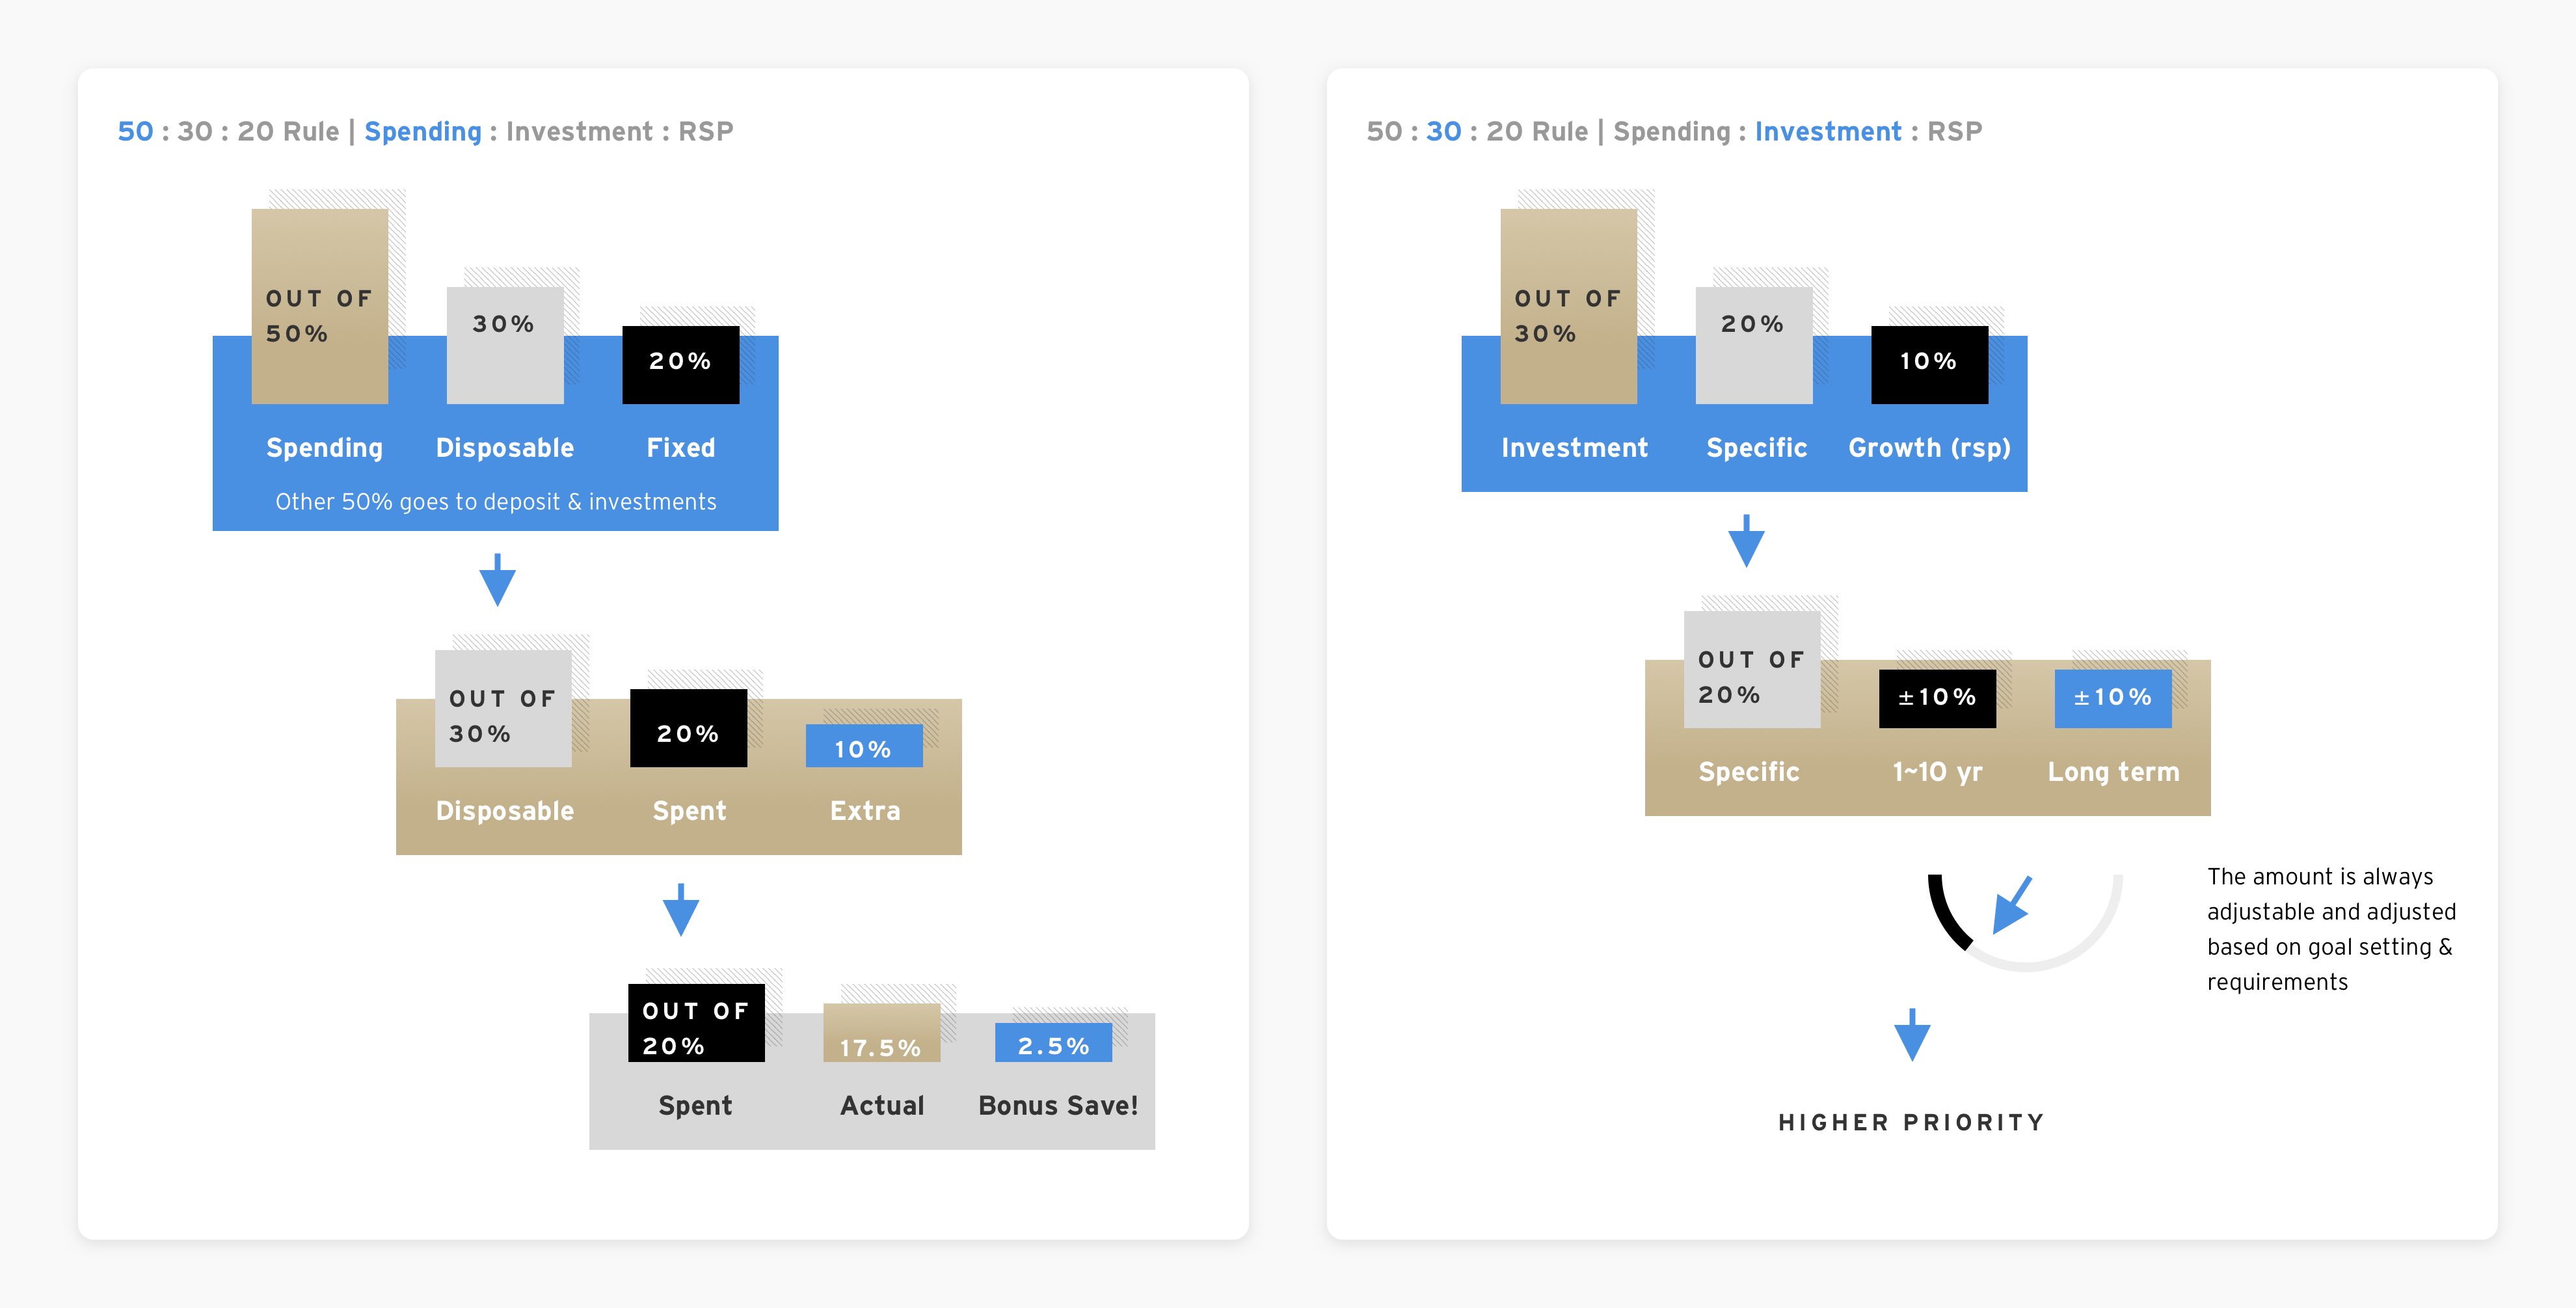 50 : 30 : 20 Rule | Spending : Investment : RSP
OUT OF
50%
30%
20%
Spending
Disposable
Fixed
Other 50% goes to deposit & investments
OUT OF
30%
20%
10%
Disposable
Spent
Extra
OUT OF
20%
17.5%
2.5%
Spent
Actual
Bonus Save!
50 : 30 : 20 Rule | Spending : Investment : RSP
OUT OF
30%
20%
10%
Investment
Specific
Growth (rsp)
OUT OF
20%
±10%
±10%
Specific
1~10 yr
Long term
The amount is always
adjustable and adjusted
based on goal setting &
requirements
HIGHER PRIORITY